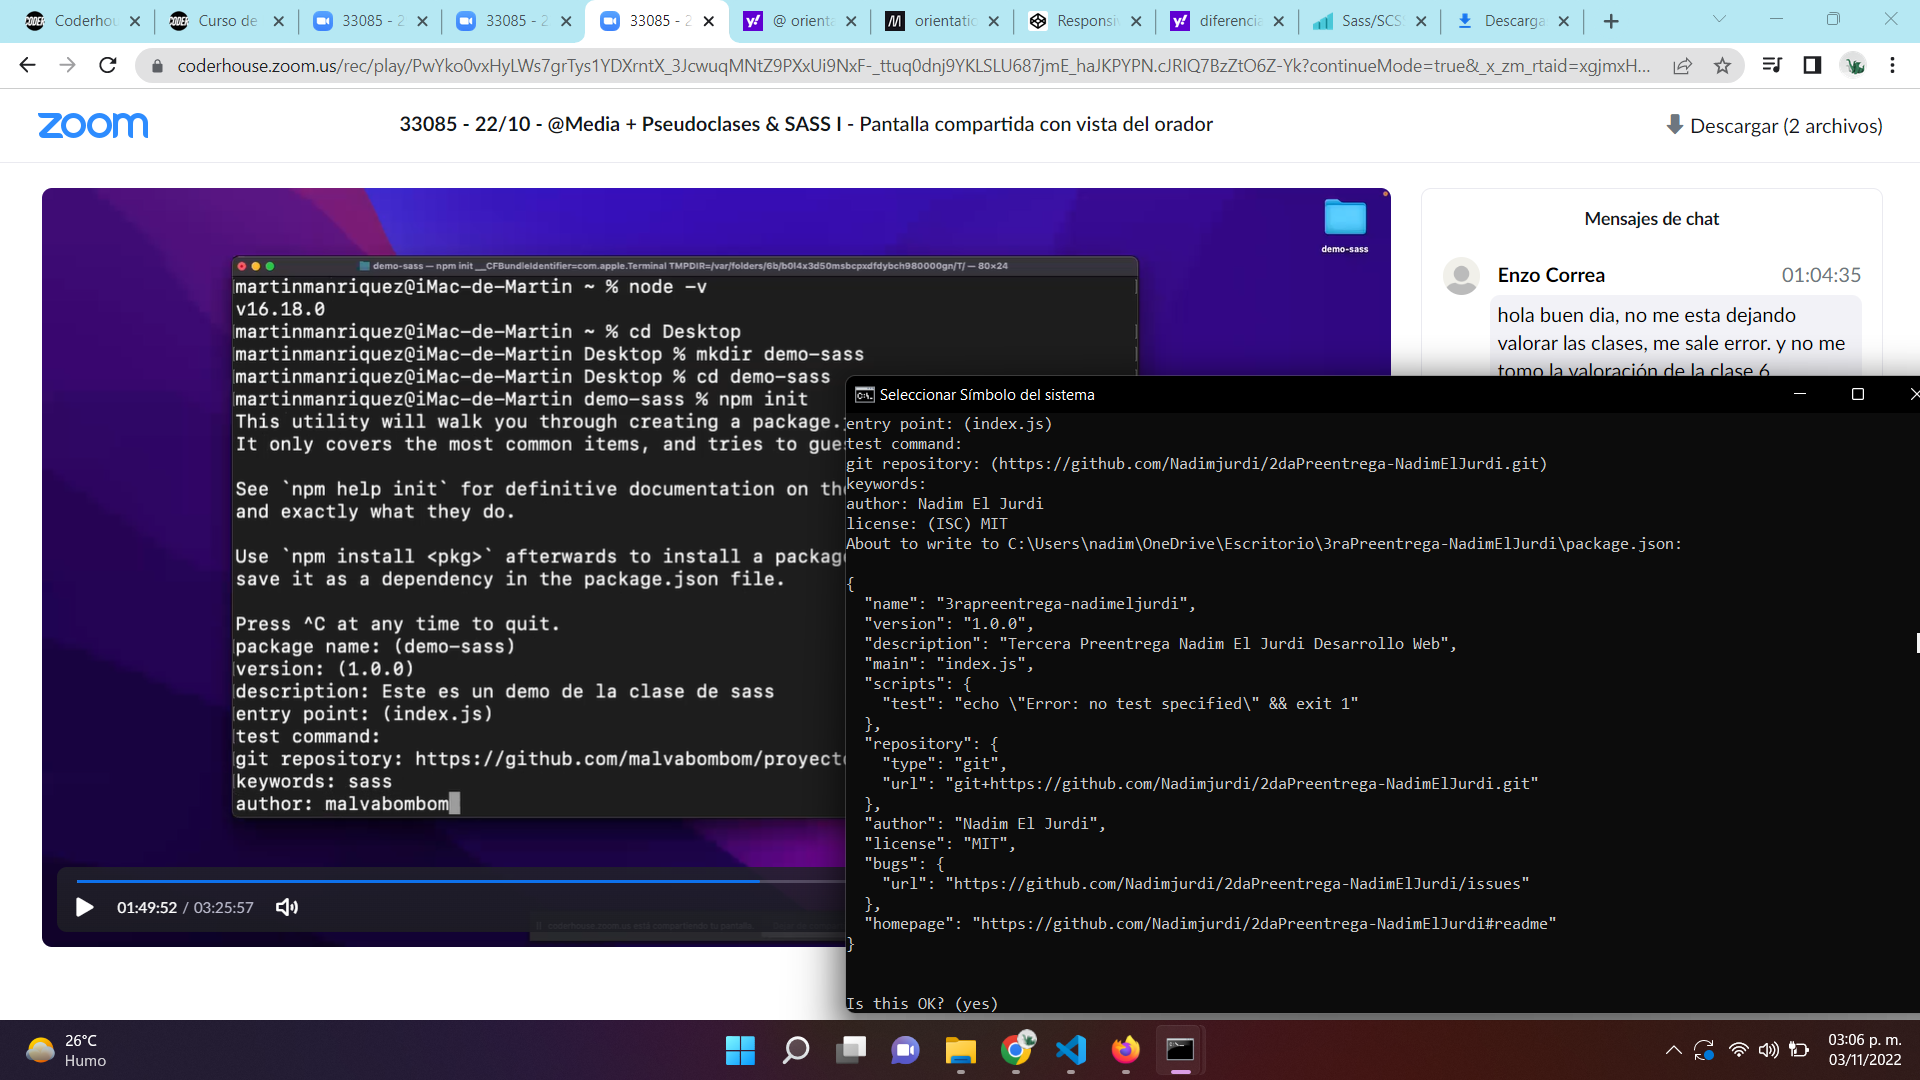 Coderhou
Curso de
33085 - 2
33085 - 2
33085 - 2
@ orienta
orientatio
Responsiv
diferencia
Sass/SCS
Descarga
coderhouse.zoom.us/rec/play/PwYko0vxHyLWs7grTys1YDXrntX_3JcwuqMNtZ9PXxUi9NxF-_ttuq0dnj9YKLSLU687jmE_haJKPYPN.cJRIQ7BzZtO6Z-Yk?continueMode=true&_x_zm_rtaid=xgjmxH...
zoom
33085 - 22/10 - @Media + Pseudoclases & SASS I - Pantalla compartida con vista del orador
Descargar (2 archivos)
demo-sass
demo-sass — npm init __CFBundleIdentifier=com.apple.Terminal TMPDIR=/var/folders/6b/b0l4x3d50msbcpxdfdybch980000gn/T/ — 80×24
martinmanriquez@iMac-de-Martin ~ % node -v
v16.18.0
martinmanriquez@iMac-de-Martin ~ % cd Desktop
martinmanriquez@iMac-de-Martin Desktop % mkdir demo-sass
martinmanriquez@iMac-de-Martin Desktop % cd demo-sass
martinmanriquez@iMac-de-Martin demo-sass % npm init
This utility will walk you through creating a package.
It only covers the most common items, and tries to gue
See `npm help init` for definitive documentation on the
and exactly what they do.
Use `npm install <pkg>` afterwards to install a package
save it as a dependency in the package.json file.
Press ^C at any time to quit.
package name: (demo-sass)
version: (1.0.0)
description: Este es un demo de la clase de sass
entry point: (index.js)
test command:
git repository: https://github.com/malvabombom/proyecto
keywords: sass
author: malvabombom
01:49:52 / 03:25:57
Mensajes de chat
Enzo Correa 01:04:35
hola buen dia, no me esta dejando
valorar las clases, me sale error. y no me
tomo la valoración de la clase 6
Seleccionar Símbolo del sistema
entry point: (index.js)
test command:
git repository: (https://github.com/Nadimjurdi/2daPreentrega-NadimElJurdi.git)
keywords:
author: Nadim El Jurdi
license: (ISC) MIT
About to write to C:\Users\nadim\OneDrive\Escritorio\3raPreentrega-NadimElJurdi\package.json:
{
"name": "3rapreentrega-nadimeljurdi",
"version": "1.0.0",
"description": "Tercera Preentrega Nadim El Jurdi Desarrollo Web",
"main": "index.js",
"scripts": {
"test": "echo \"Error: no test specified\" && exit 1"
},
"repository": {
"type": "git",
"url": "git+https://github.com/Nadimjurdi/2daPreentrega-NadimElJurdi.git"
},
"author": "Nadim El Jurdi",
"license": "MIT",
"bugs": {
"url": "https://github.com/Nadimjurdi/2daPreentrega-NadimElJurdi/issues"
},
"homepage": "https://github.com/Nadimjurdi/2daPreentrega-NadimElJurdi#readme"
}
Is this OK? (yes)
26°C
Humo
03:06 p. m.
03/11/2022